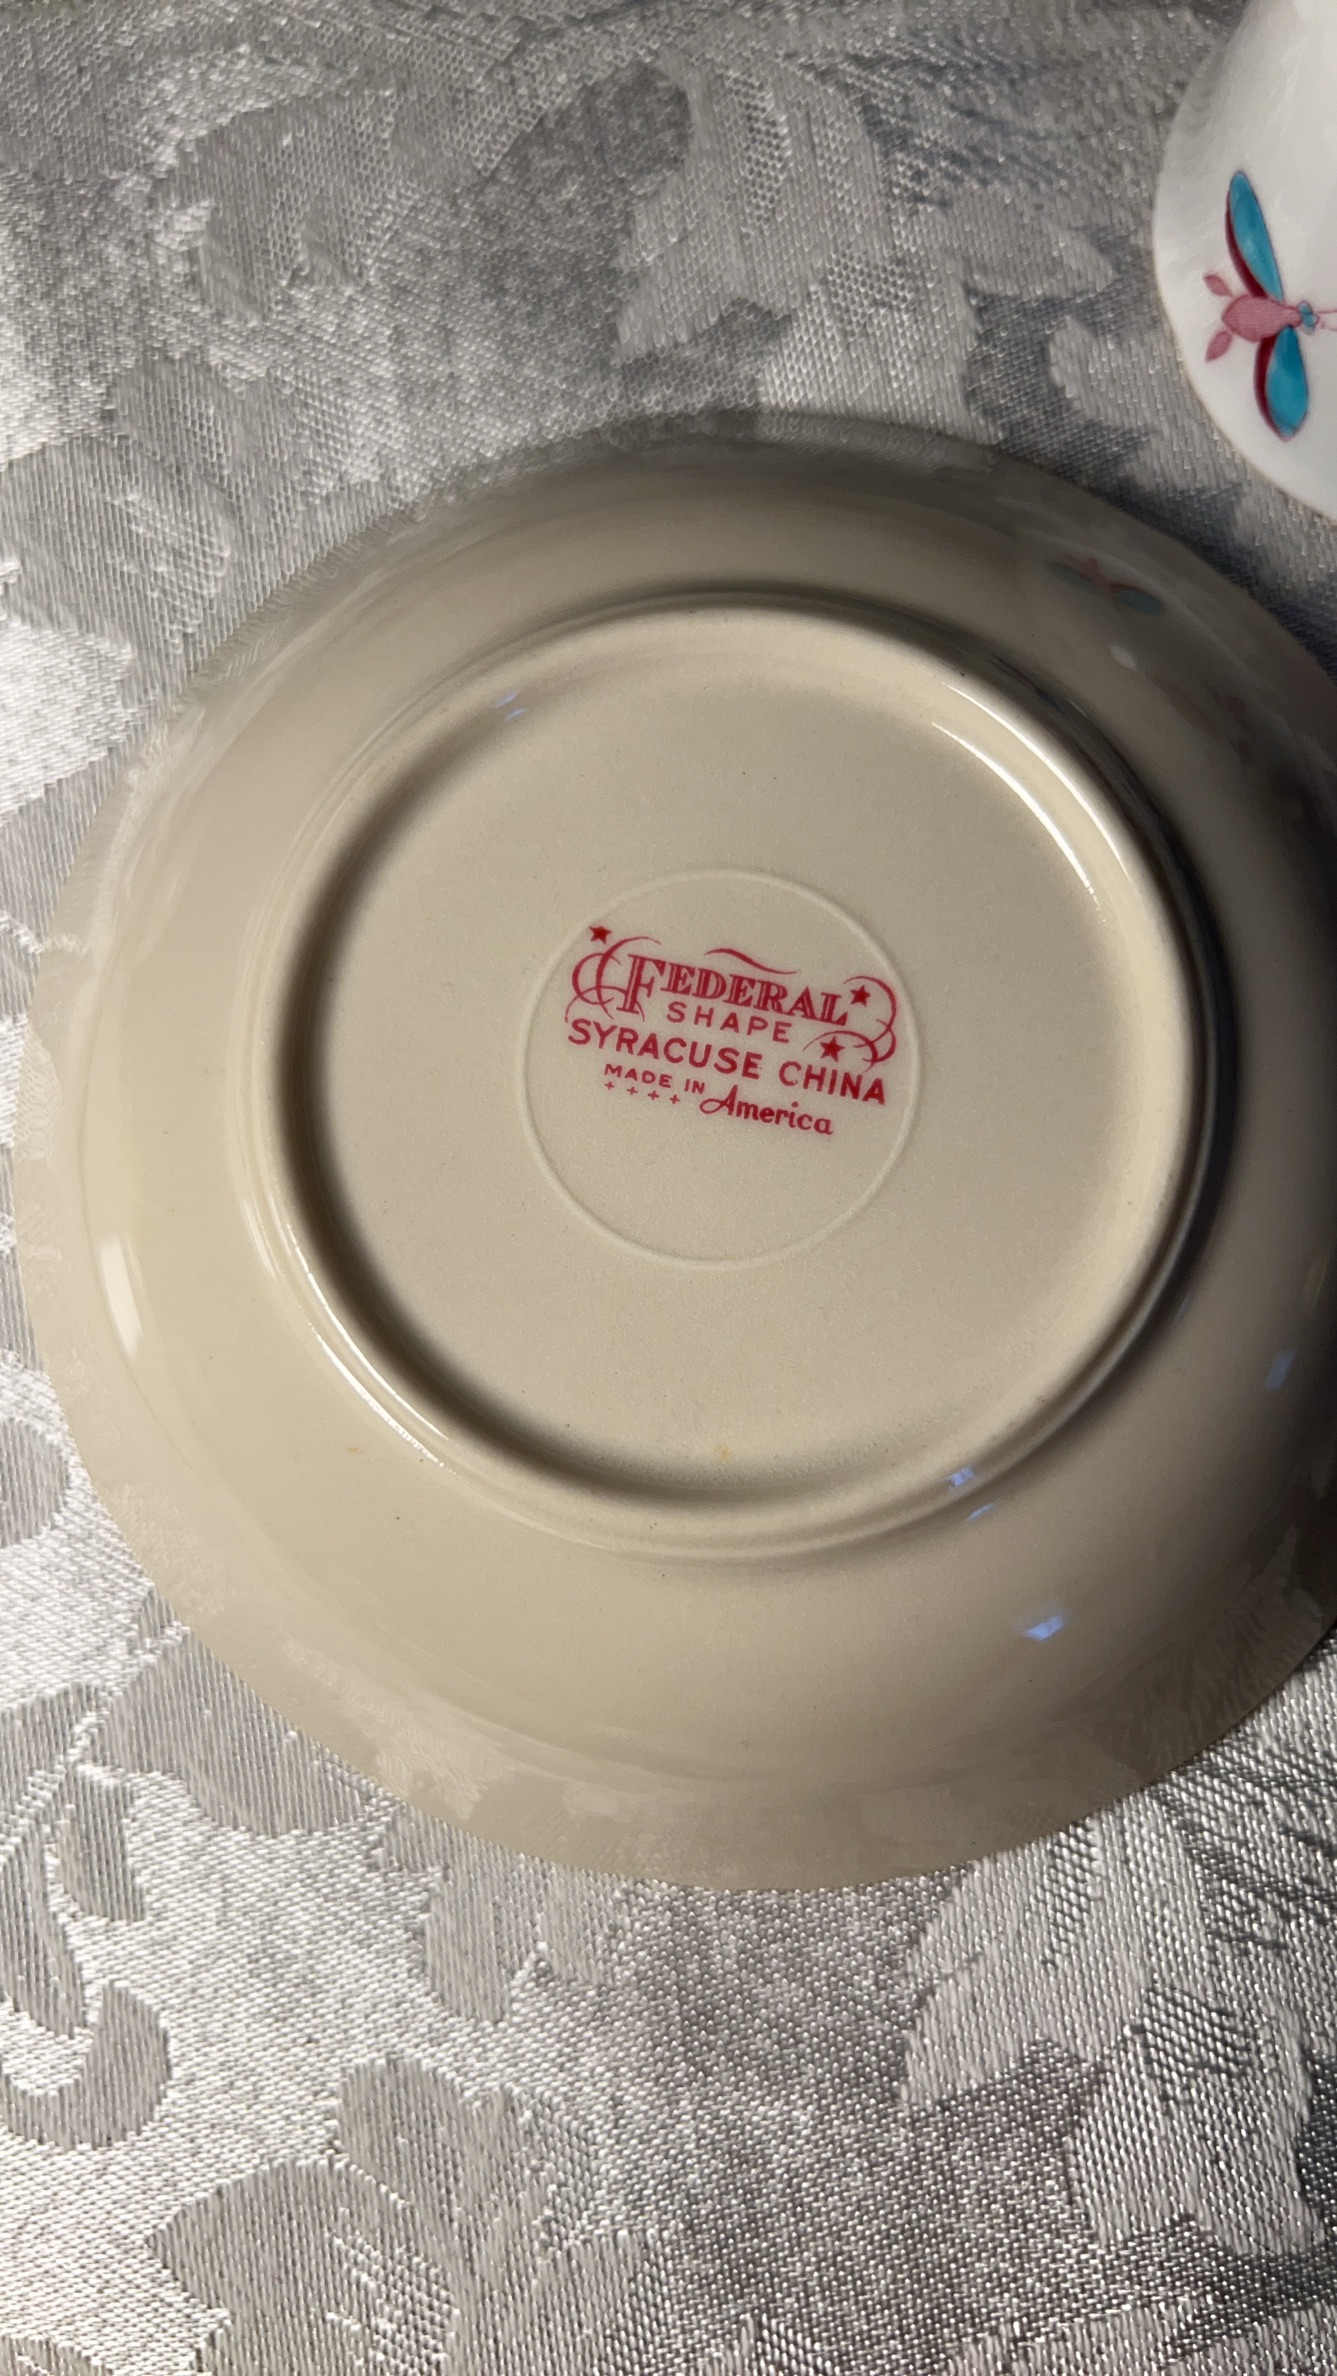 FEDERAL
SHAPE
SYRACUSE CHINA
MADE IN
++++ America